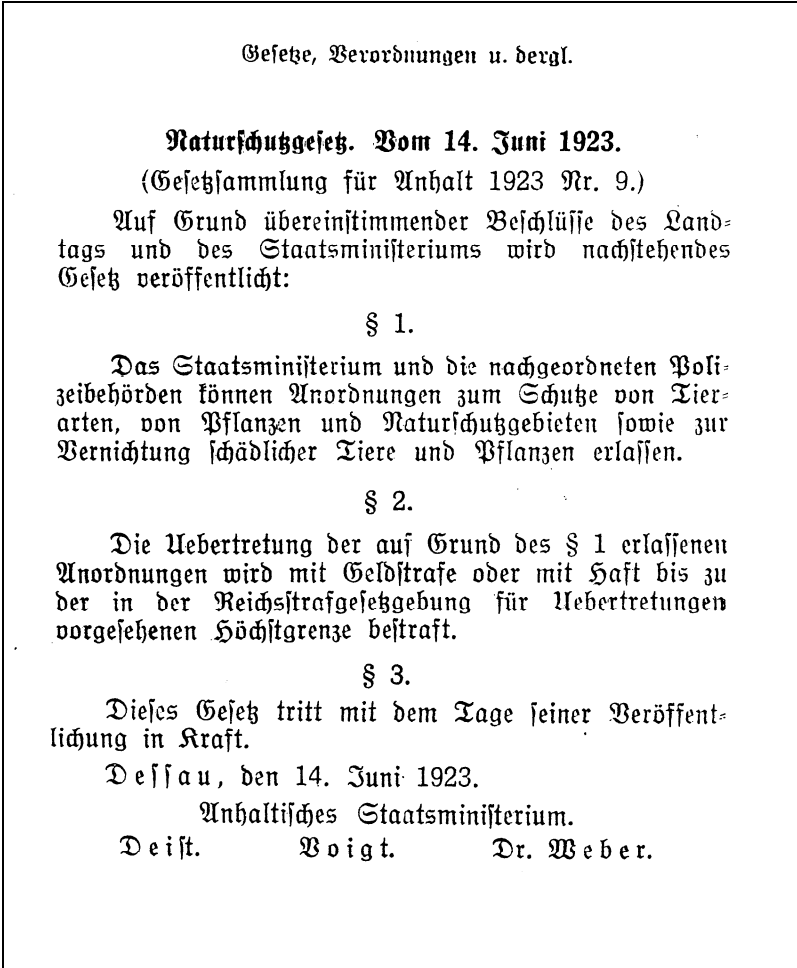 Gesetze, Verordnungen u. dergl.
Naturschutzgesetz. Vom 14. Juni 1923.
(Gesetzsammlung für Anhalt 1923 Nr. 9.)
Auf Grund übereinstimmender Beschlüsse des Land-
tags und des Staatsministeriums wird nachstehendes
Gesetz veröffentlicht:
§ 1.
Das Staatsministerium und die nachgeordneten Poli-
zeibehörden können Anordnungen zum Schutze von Tier-
arten, von Pflanzen und Naturschutzgebieten sowie zur
Vernichtung schädlicher Tiere und Pflanzen erlassen.
§ 2.
Die Uebertretung der auf Grund des § 1 erlassenen
Anordnungen wird mit Geldstrafe oder mit Haft bis zu
der in der Reichsstrafgesetzgebung für Uebertretungen
vorgesehenen Höchstgrenze bestraft.
§ 3.
Dieses Gesetz tritt mit dem Tage seiner Veröffent-
lichung in Kraft.
Dessau, den 14. Juni 1923.
Anhaltisches Staatsministerium.
Deist. Voigt. Dr. Weber.